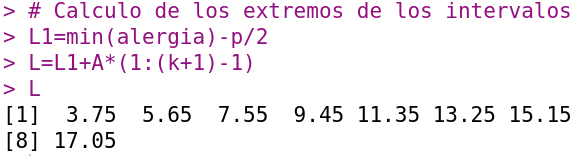 > # Calculo de los extremos de los intervalos
> L1=min(alergia)-p/2
> L=L1+A*(1:(k+1)-1)
> L
[1]  3.75  5.65  7.55  9.45 11.35 13.25 15.15
[8] 17.05